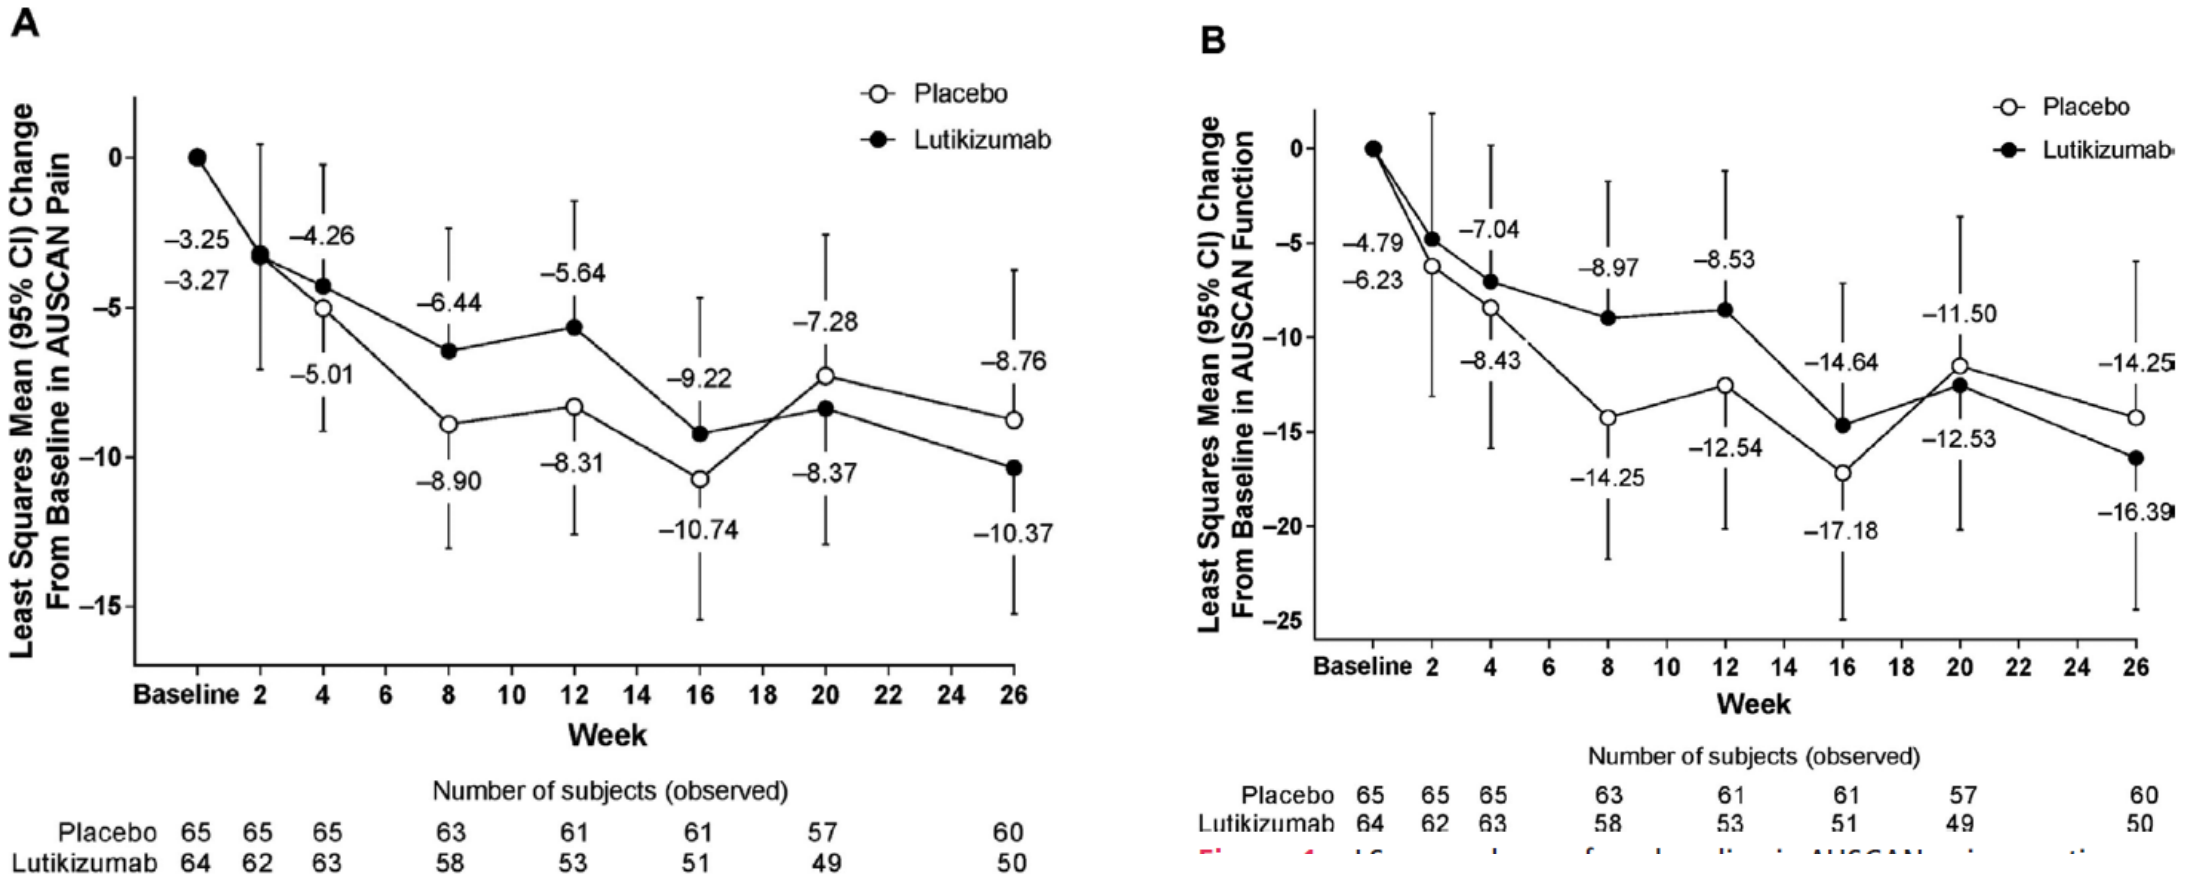 A
Least Squares Mean (95% CI) Change
From Baseline in AUSCAN Pain
Placebo
Lutikizumab
0
–5
–10
–15
–3.25
–3.27
–4.26
–5.01
–6.44
–8.90
–5.64
–8.31
–9.22
–10.74
–7.28
–8.37
–8.76
–10.37
Baseline 2 4 6 8 10 12 14 16 18 20 22 24 26
Week
Number of subjects (observed)
Placebo 65 65 65 63 61 61 57 60
Lutikizumab 64 62 63 58 53 51 49 50
B
Least Squares Mean (95% CI) Change
From Baseline in AUSCAN Function
Placebo
Lutikizumab
0
–5
–10
–15
–20
–25
–4.79
–6.23
–7.04
–8.43
–8.97
–14.25
–8.53
–12.54
–14.64
–17.18
–11.50
–12.53
–14.25
–16.39
Baseline 2 4 6 8 10 12 14 16 18 20 22 24 26
Week
Number of subjects (observed)
Placebo 65 65 65 63 61 61 57 60
Lutikizumab 64 62 63 58 53 51 49 50